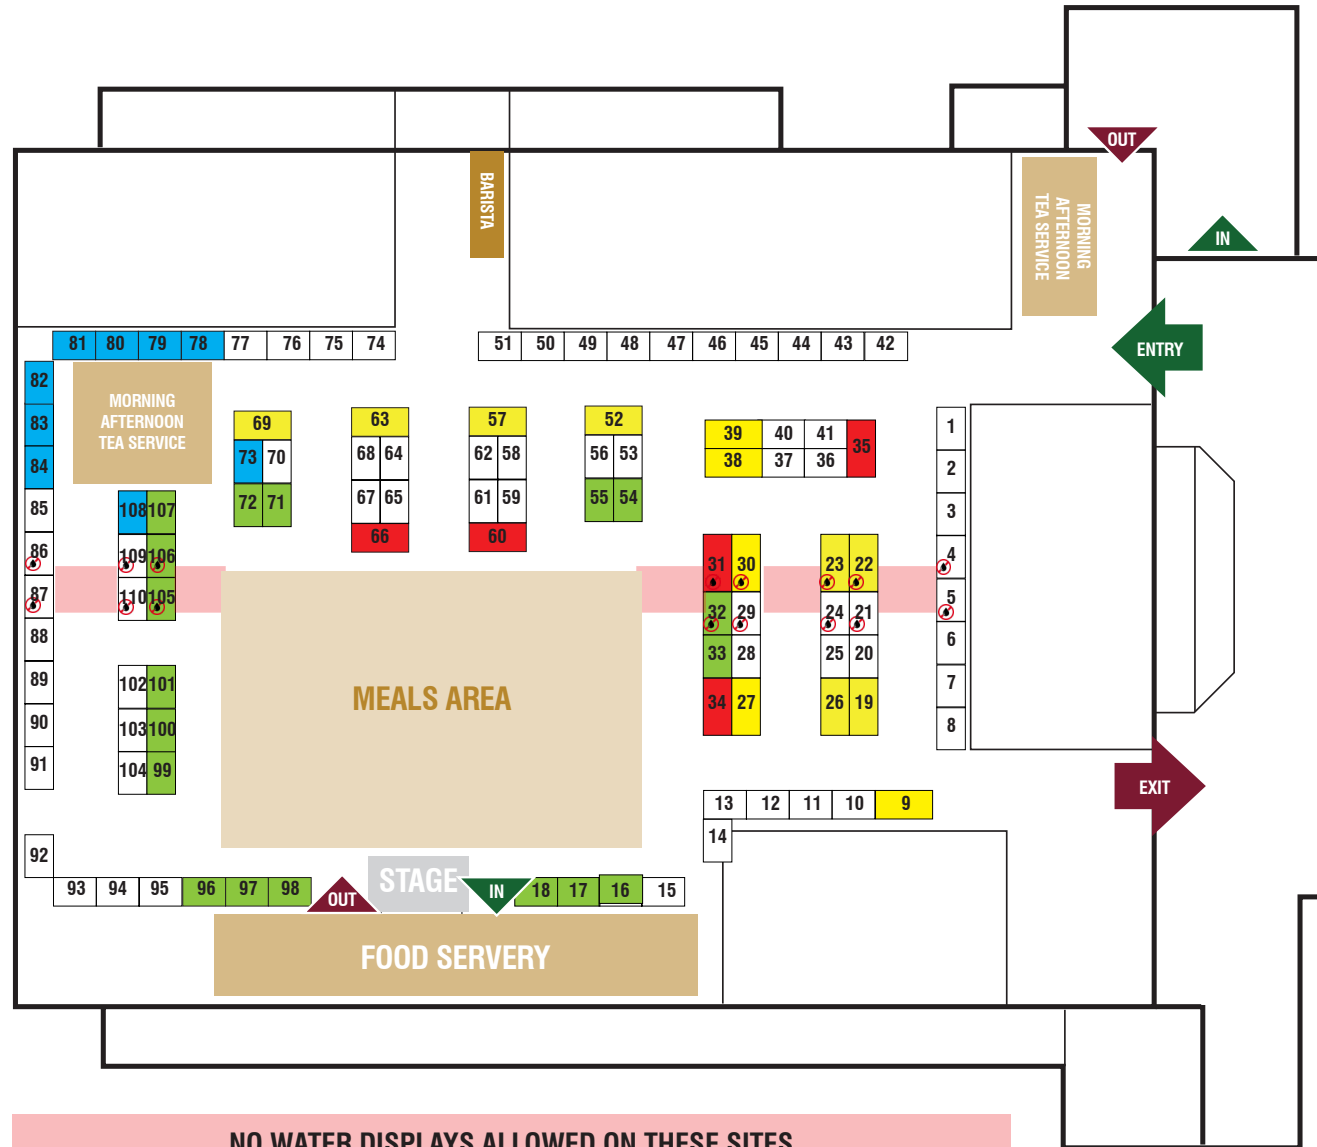 OUT
BARISTA
MORNING
AFTERNOON
TEA SERVICE
IN
81 80 79 78 77 76 75 74
51 50 49 48 47 46 45 44 43 42
ENTRY
82
83
84
85
86
87
88
89
90
91
92
MORNING
AFTERNOON
TEA SERVICE
69
73 70
72 71
63
68 64
67 65
66
57
62 58
61 59
60
52
56 53
55 54
39 40 41
38 37 36
35
1
2
3
4
5
6
7
8
108 107
109 106
110 105
102 101
103 100
104 99
31 30
32 29
33 28
34 27
23 22
24 21
25 20
26 19
MEALS AREA
EXIT
13 12 11 10 9
14
93 94 95 96 97 98
OUT
STAGE
IN
18 17 16 15
FOOD SERVERY
NO WATER DISPLAYS ALLOWED ON THESE SITES